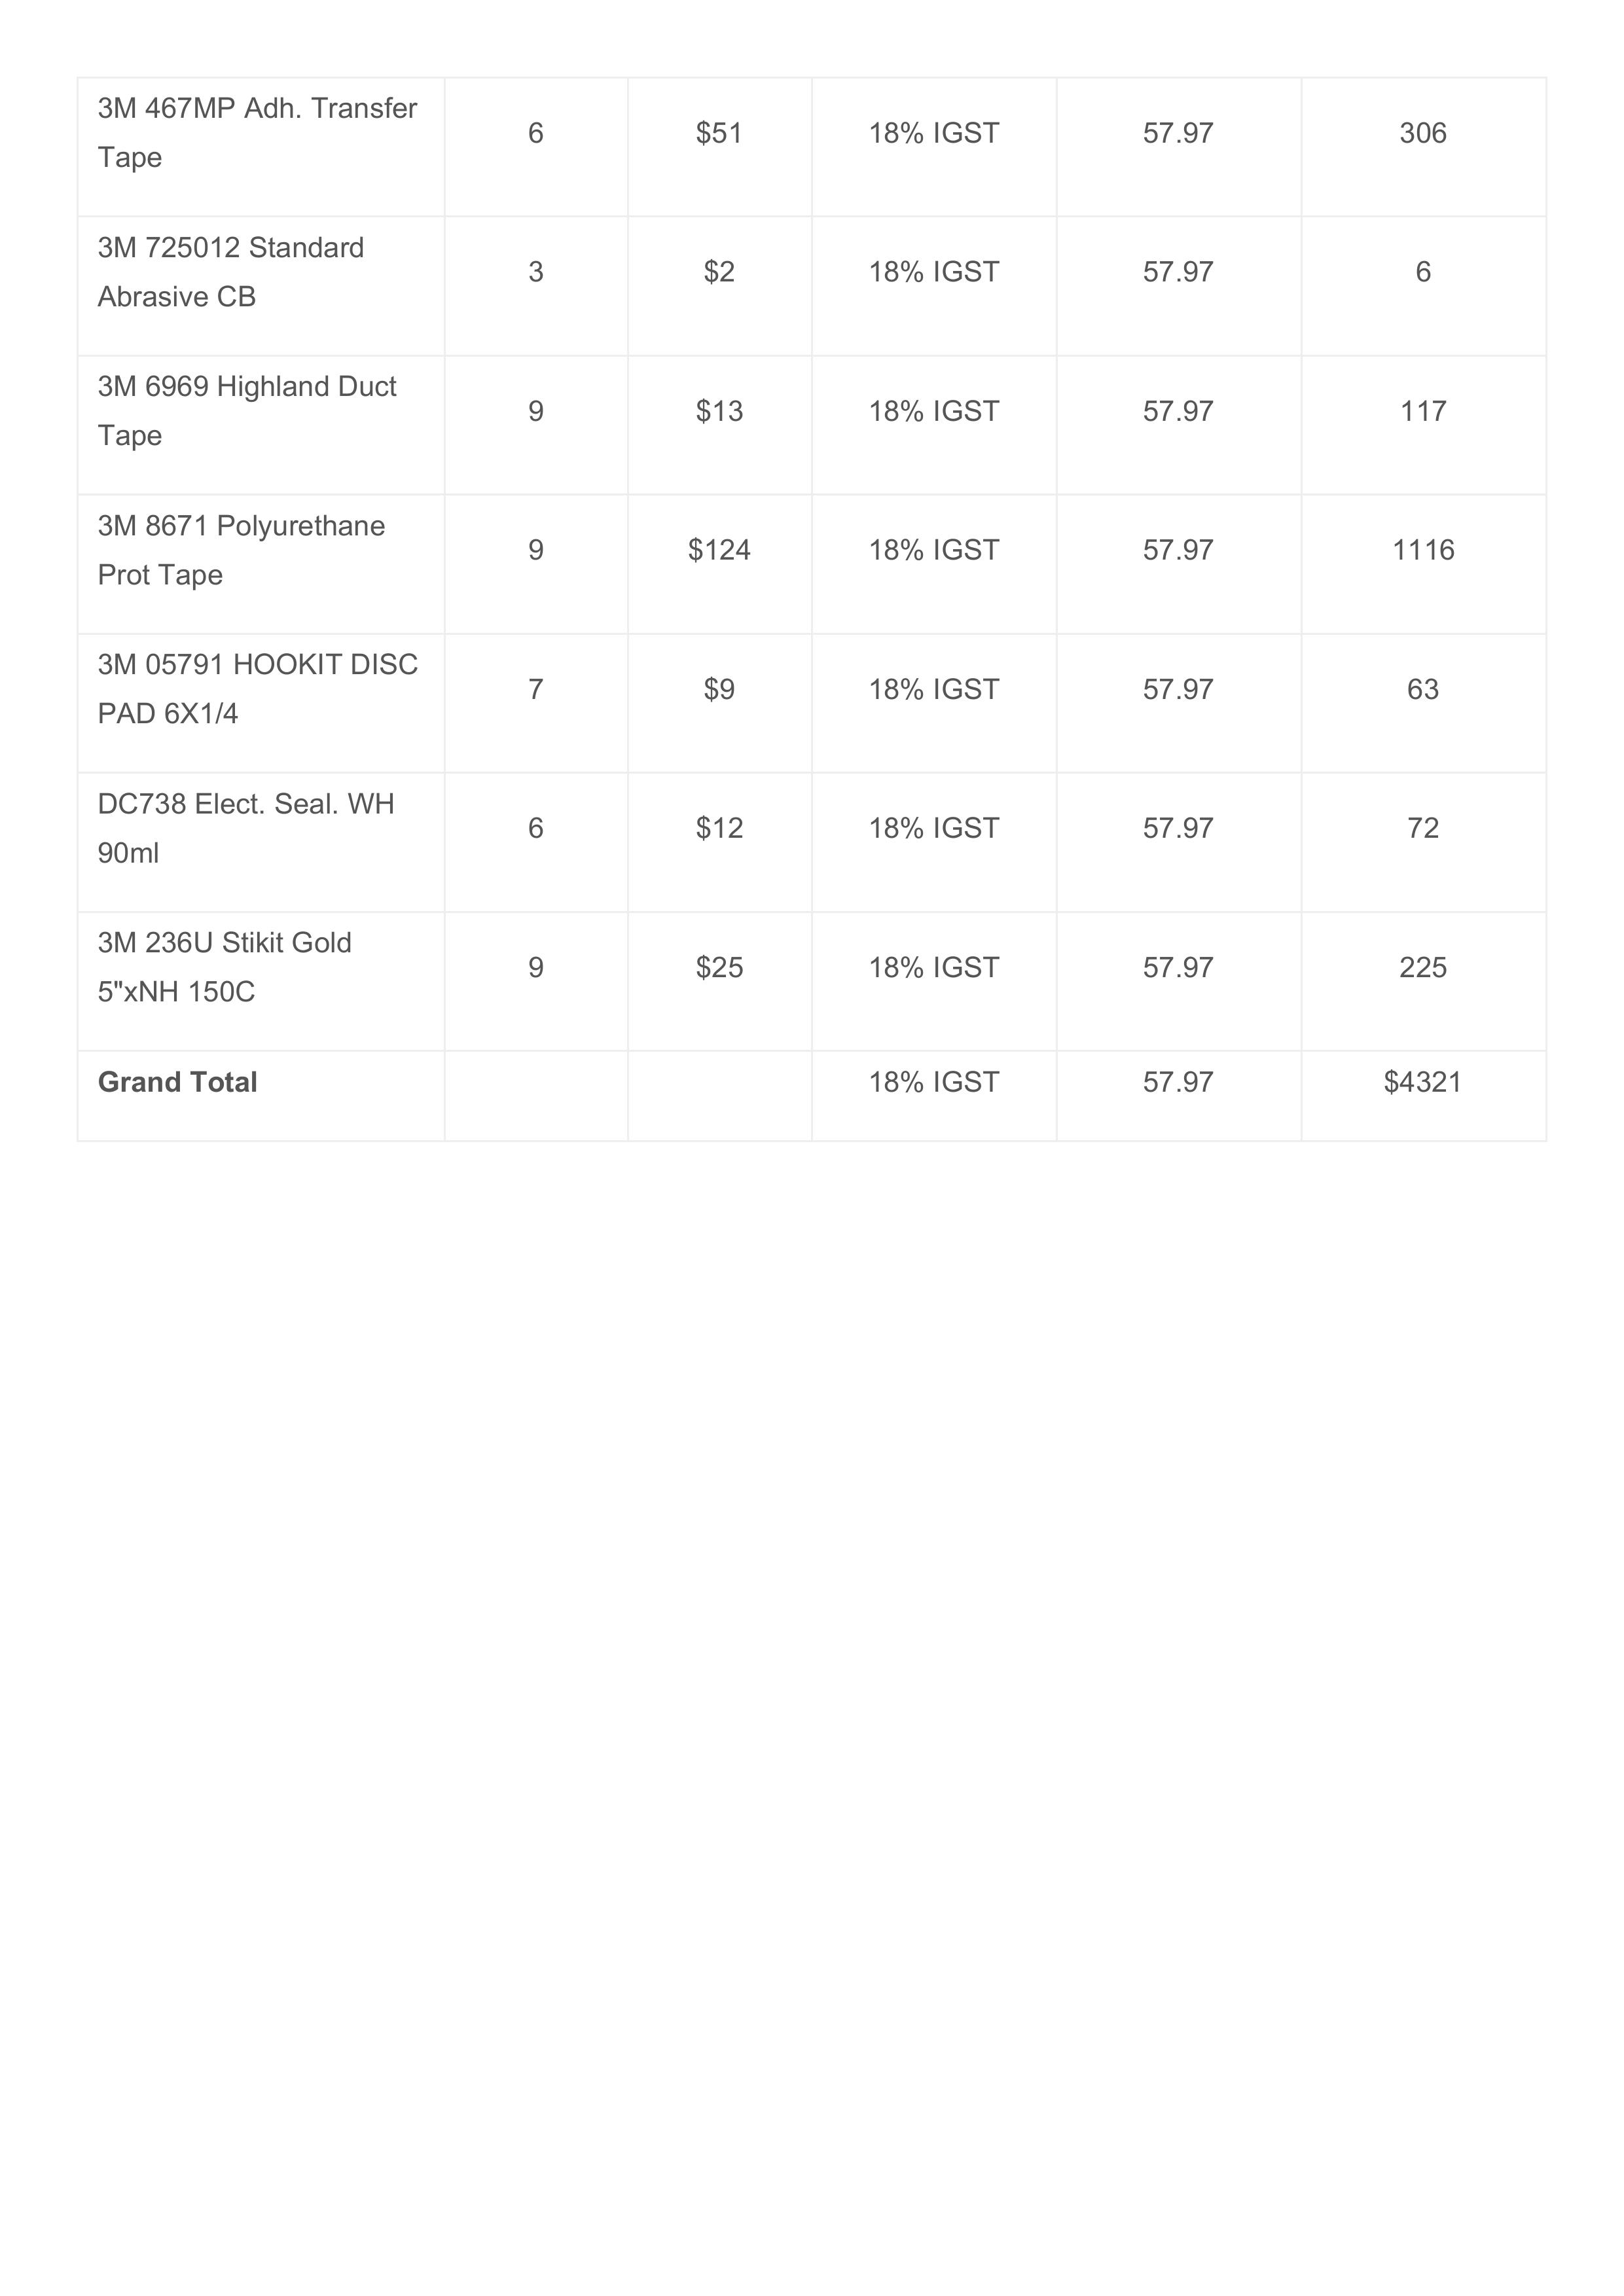 3M 467MP Adh. Transfer
Tape
6 $51 18% IGST 57.97 306
3M 725012 Standard
Abrasive CB
3 $2 18% IGST 57.97 6
3M 6969 Highland Duct
Tape
9 $13 18% IGST 57.97 117
3M 8671 Polyurethane
Prot Tape
9 $124 18% IGST 57.97 1116
3M 05791 HOOKIT DISC
PAD 6X1/4
7 $9 18% IGST 57.97 63
DC738 Elect. Seal. WH
90ml
6 $12 18% IGST 57.97 72
3M 236U Stikit Gold
5"xNH 150C
9 $25 18% IGST 57.97 225
Grand Total 18% IGST 57.97 $4321